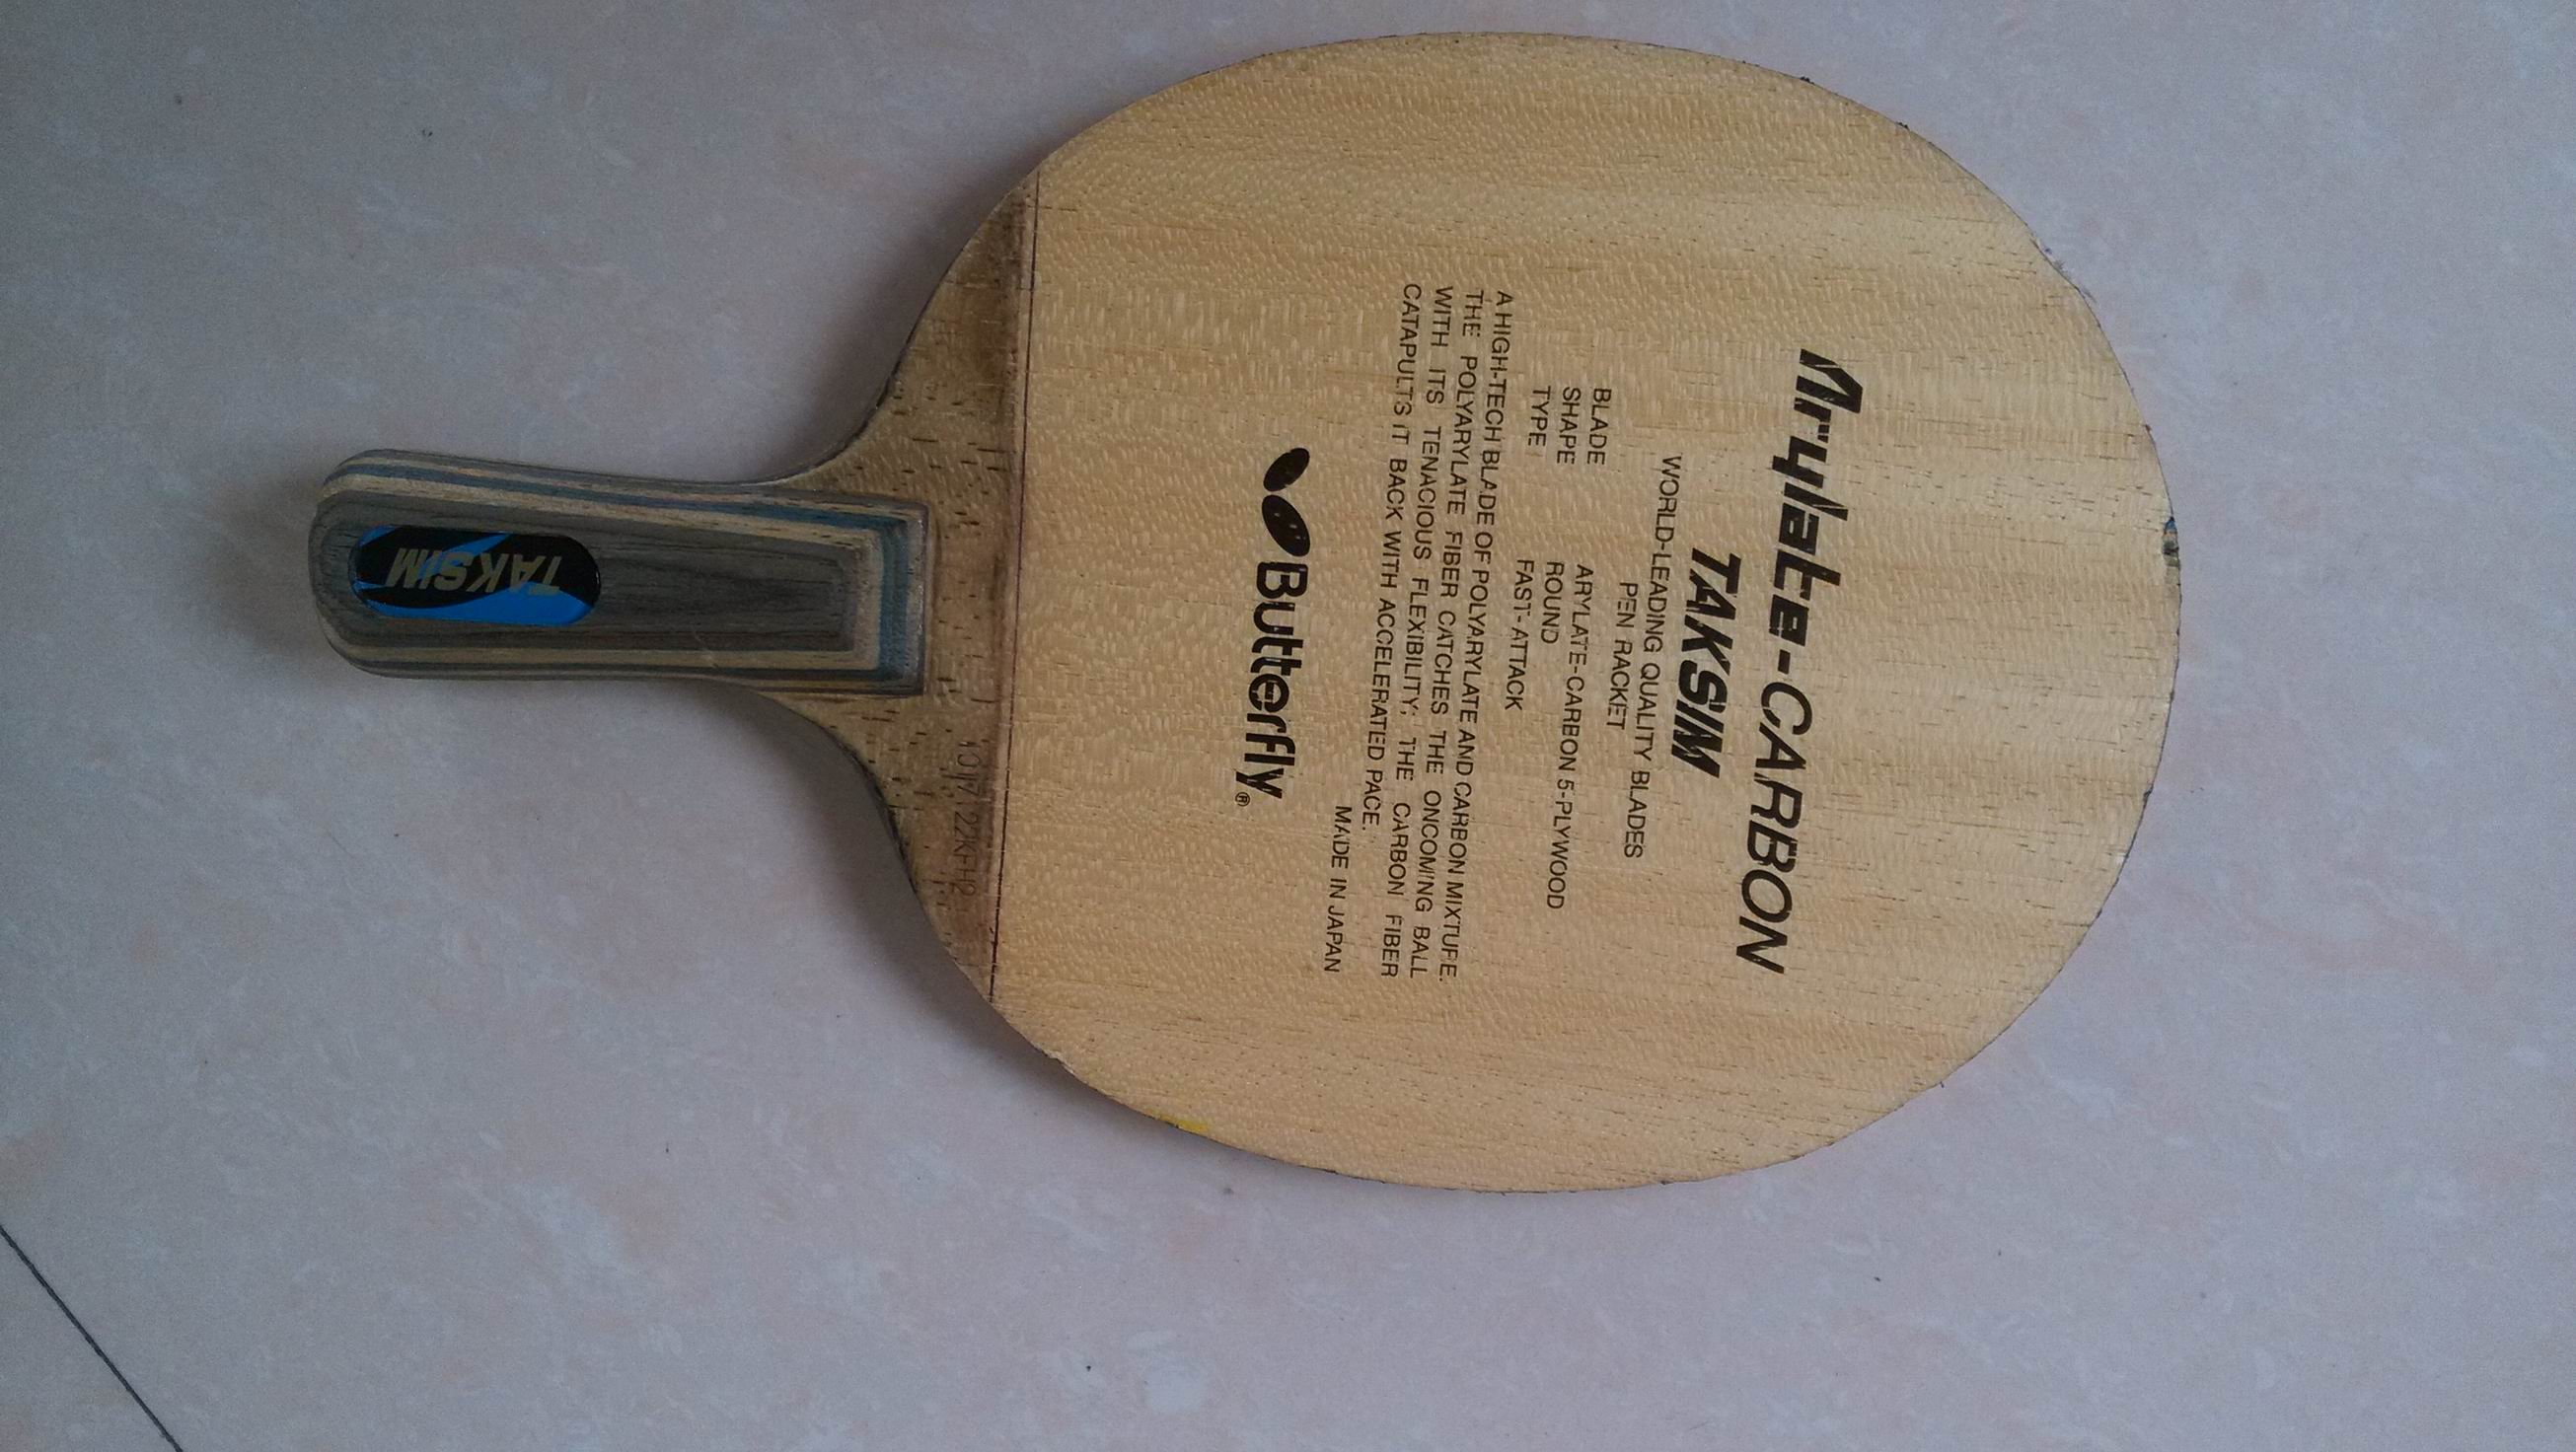 Arylate-CARBON
TAKSIM
WORLD-LEADING QUALITY BLADES
PEN RACKET
BLADE ARYLATE-CARBON 5-PLYWOOD
SHAPE ROUND
TYPE FAST-ATTACK
A HIGH-TECH BLADE OF POLYARYLATE AND CARBON MIXTURE.
THE POLYARYLATE FIBER CATCHES THE ONCOMING BALL
WITH ITS TENACIOUS FLEXIBILITY; THE CARBON FIBER
CATAPULTS IT BACK WITH ACCELERATED PACE.
MADE IN JAPAN
Butterfly®
TAKSIM